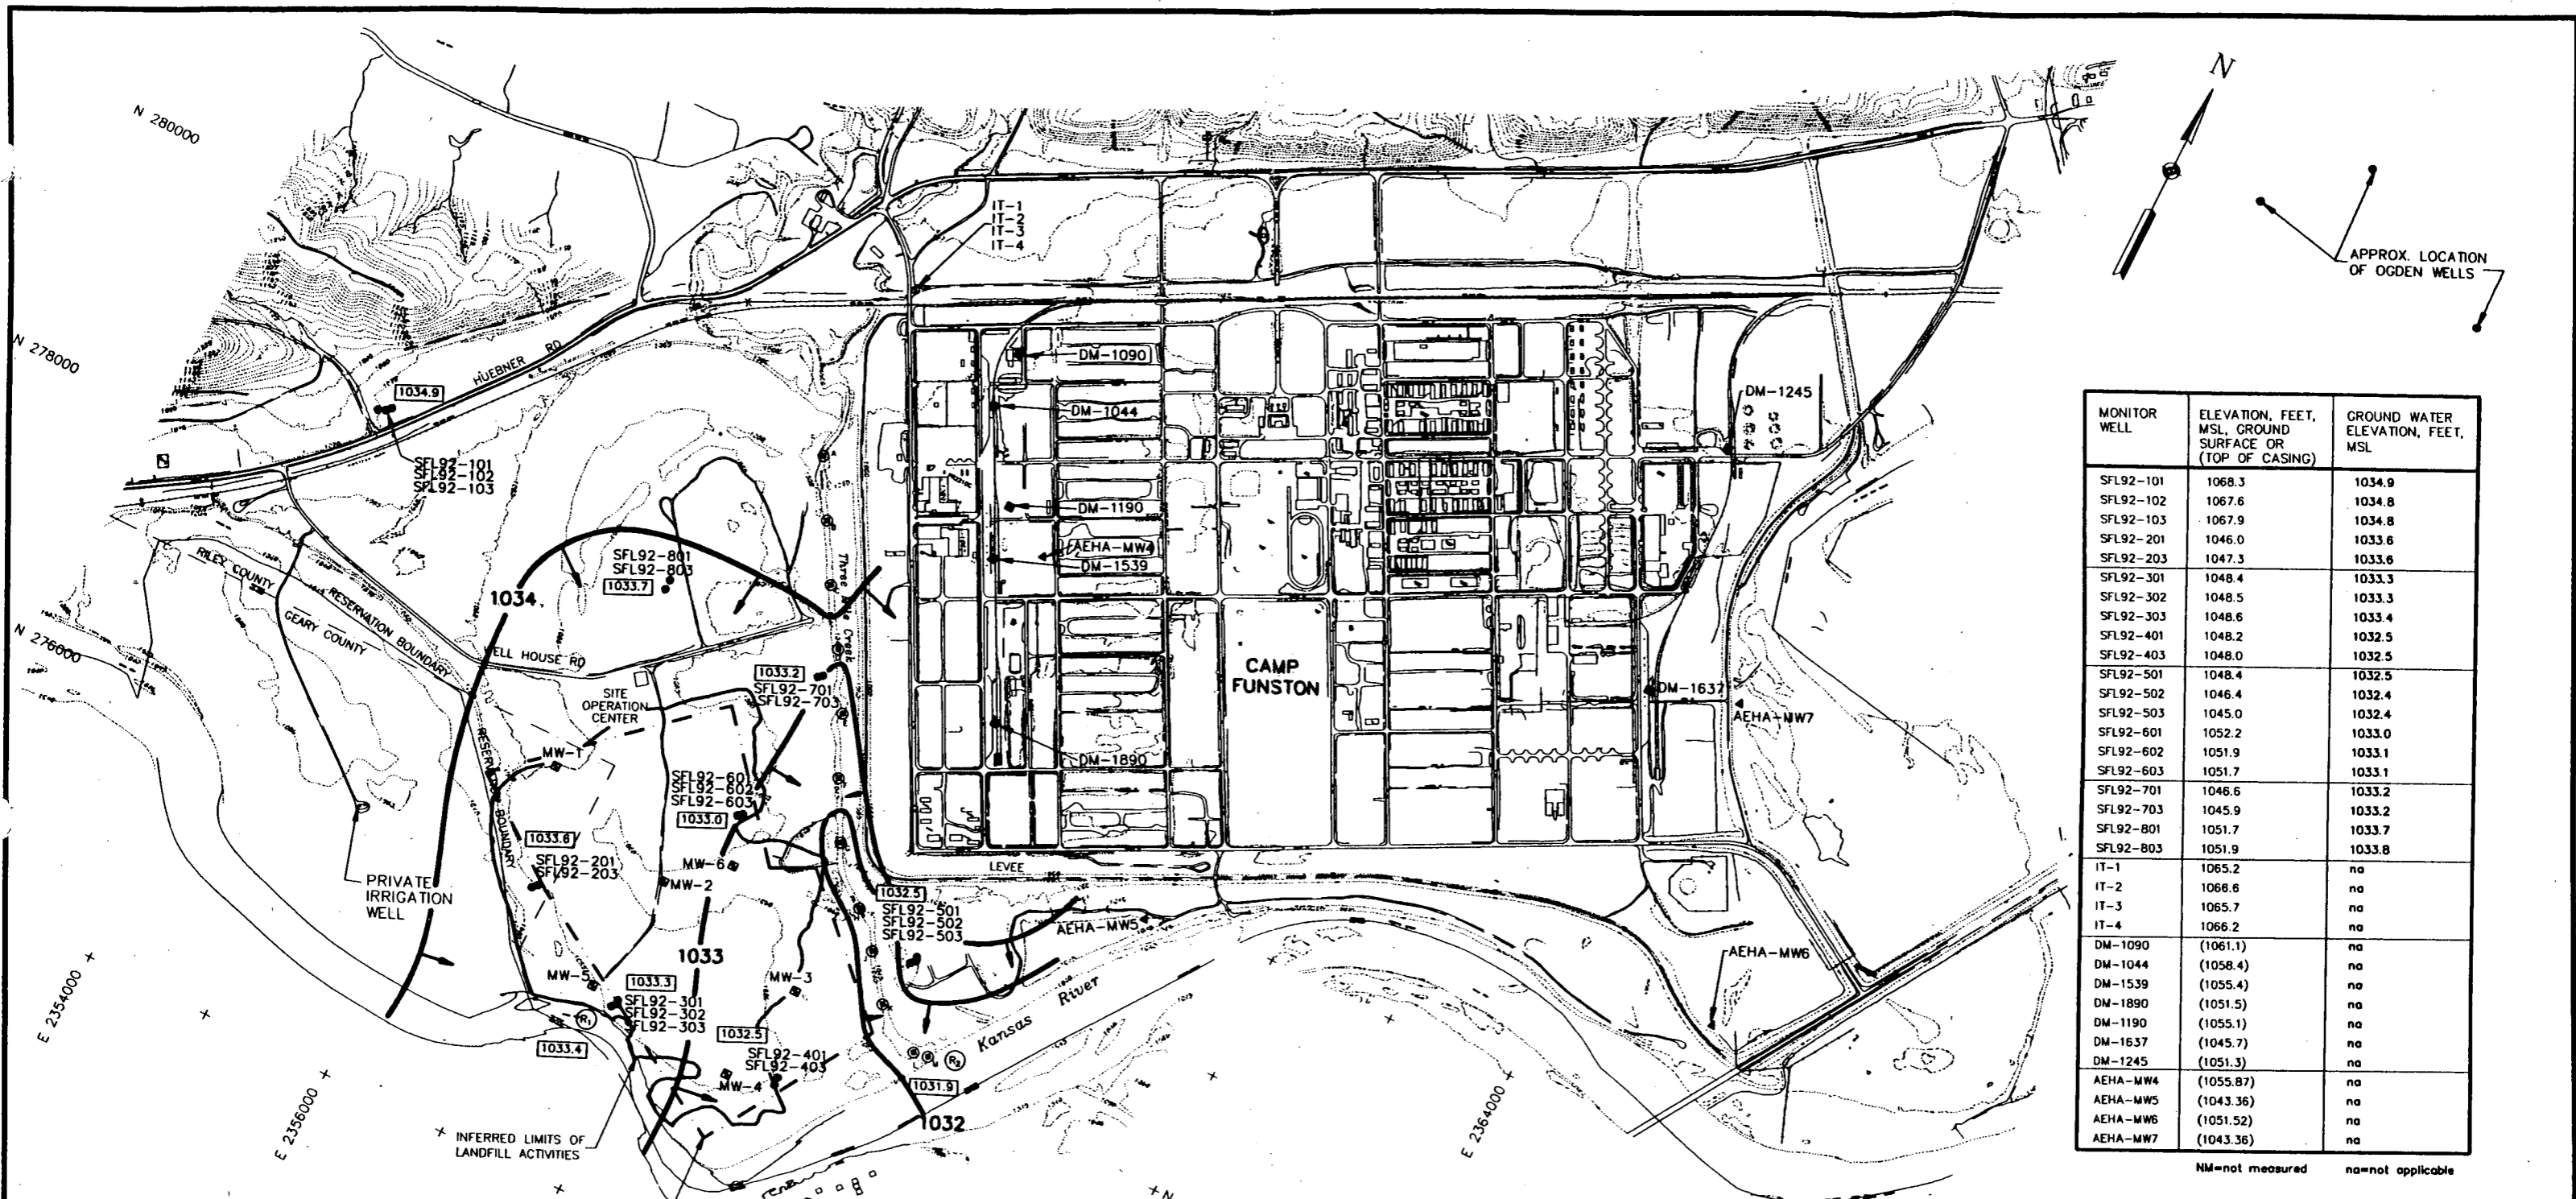 N
N 280000
APPROX. LOCATION
OF OGDEN WELLS
IT-1
IT-2
IT-3
IT-4
N 278000
HUEBNER RD
1034.9
SFL92-101
SFL92-102
SFL92-103
DM-1090
DM-1044
DM-1245
DM-1190
AEHA-MW4
DM-1539
SFL92-801
SFL92-803
1033.7
1034
Three Mile Creek
RILEY COUNTY
GEARY COUNTY
RESERVATION BOUNDARY
N 276000
WELL HOUSE RD
CAMP
FUNSTON
SITE
OPERATION
CENTER
1033.2
SFL92-701
SFL92-703
DM-1637
AEHA-MW7
RESERVATION BOUNDARY
MW-1
DM-1890
SFL92-601
SFL92-602
SFL92-603
1033.0
1033.6
SFL92-201
SFL92-203
MW-6
MW-2
LEVEE
PRIVATE
IRRIGATION
WELL
1032.5
SFL92-501
SFL92-502
SFL92-503
AEHA-MW5
AEHA-MW6
1033
MW-5
MW-3
1033.3
SFL92-301
SFL92-302
SFL92-303
R1
1033.4
1032.5
SFL92-401
SFL92-403
MW-4
R2
1031.9
1032
Kansas River
E 2354000
E 2356000
E 2364000
INFERRED LIMITS OF
LANDFILL ACTIVITIES
N
MONITOR WELL | ELEVATION, FEET, MSL, GROUND SURFACE OR (TOP OF CASING) | GROUND WATER ELEVATION, FEET, MSL
SFL92-101 1068.3 1034.9
SFL92-102 1067.6 1034.8
SFL92-103 1067.9 1034.8
SFL92-201 1046.0 1033.6
SFL92-203 1047.3 1033.6
SFL92-301 1048.4 1033.3
SFL92-302 1048.5 1033.3
SFL92-303 1048.6 1033.4
SFL92-401 1048.2 1032.5
SFL92-403 1048.0 1032.5
SFL92-501 1048.4 1032.5
SFL92-502 1046.4 1032.4
SFL92-503 1045.0 1032.4
SFL92-601 1052.2 1033.0
SFL92-602 1051.9 1033.1
SFL92-603 1051.7 1033.1
SFL92-701 1046.6 1033.2
SFL92-703 1045.9 1033.2
SFL92-801 1051.7 1033.7
SFL92-803 1051.9 1033.8
IT-1 1065.2 na
IT-2 1066.6 na
IT-3 1065.7 na
IT-4 1066.2 na
DM-1090 (1061.1) na
DM-1044 (1058.4) na
DM-1539 (1055.4) na
DM-1890 (1051.5) na
DM-1190 (1055.1) na
DM-1637 (1045.7) na
DM-1245 (1051.3) na
AEHA-MW4 (1055.87) na
AEHA-MW5 (1043.36) na
AEHA-MW6 (1051.52) na
AEHA-MW7 (1043.36) na
NM=not measured na=not applicable